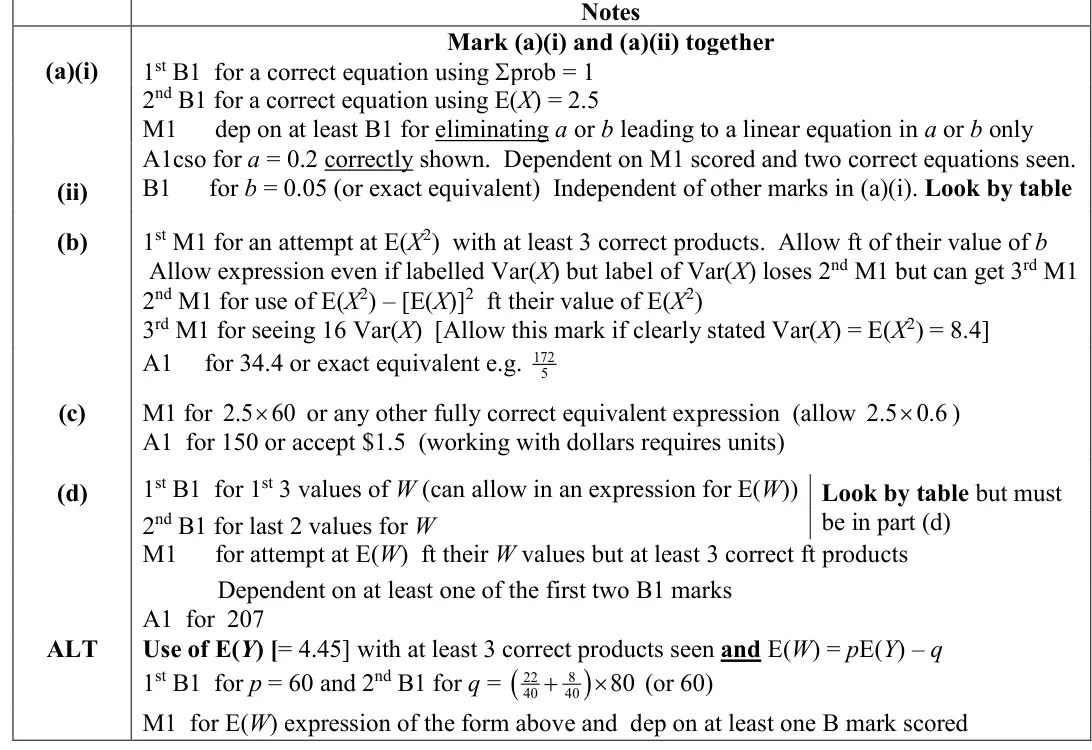 Notes
Mark (a)(i) and (a)(ii) together
(a)(i) 1st B1 for a correct equation using Σprob = 1
2nd B1 for a correct equation using E(X) = 2.5
M1 dep on at least B1 for eliminating a or b leading to a linear equation in a or b only
A1cso for a = 0.2 correctly shown. Dependent on M1 scored and two correct equations seen.
(ii) B1 for b = 0.05 (or exact equivalent) Independent of other marks in (a)(i). Look by table
(b) 1st M1 for an attempt at E(X²) with at least 3 correct products. Allow ft of their value of b
Allow expression even if labelled Var(X) but label of Var(X) loses 2nd M1 but can get 3rd M1
2nd M1 for use of E(X²) – [E(X)]² ft their value of E(X²)
3rd M1 for seeing 16 Var(X) [Allow this mark if clearly stated Var(X) = E(X²) = 8.4]
A1 for 34.4 or exact equivalent e.g. 172/5
(c) M1 for 2.5×60 or any other fully correct equivalent expression (allow 2.5×0.6 )
A1 for 150 or accept $1.5 (working with dollars requires units)
(d) 1st B1 for 1st 3 values of W (can allow in an expression for E(W)) Look by table but must
2nd B1 for last 2 values for W be in part (d)
M1 for attempt at E(W) ft their W values but at least 3 correct ft products
Dependent on at least one of the first two B1 marks
A1 for 207
ALT Use of E(Y) [= 4.45] with at least 3 correct products seen and E(W) = pE(Y) – q
1st B1 for p = 60 and 2nd B1 for q = (22/40 + 8/40)×80 (or 60)
M1 for E(W) expression of the form above and dep on at least one B mark scored